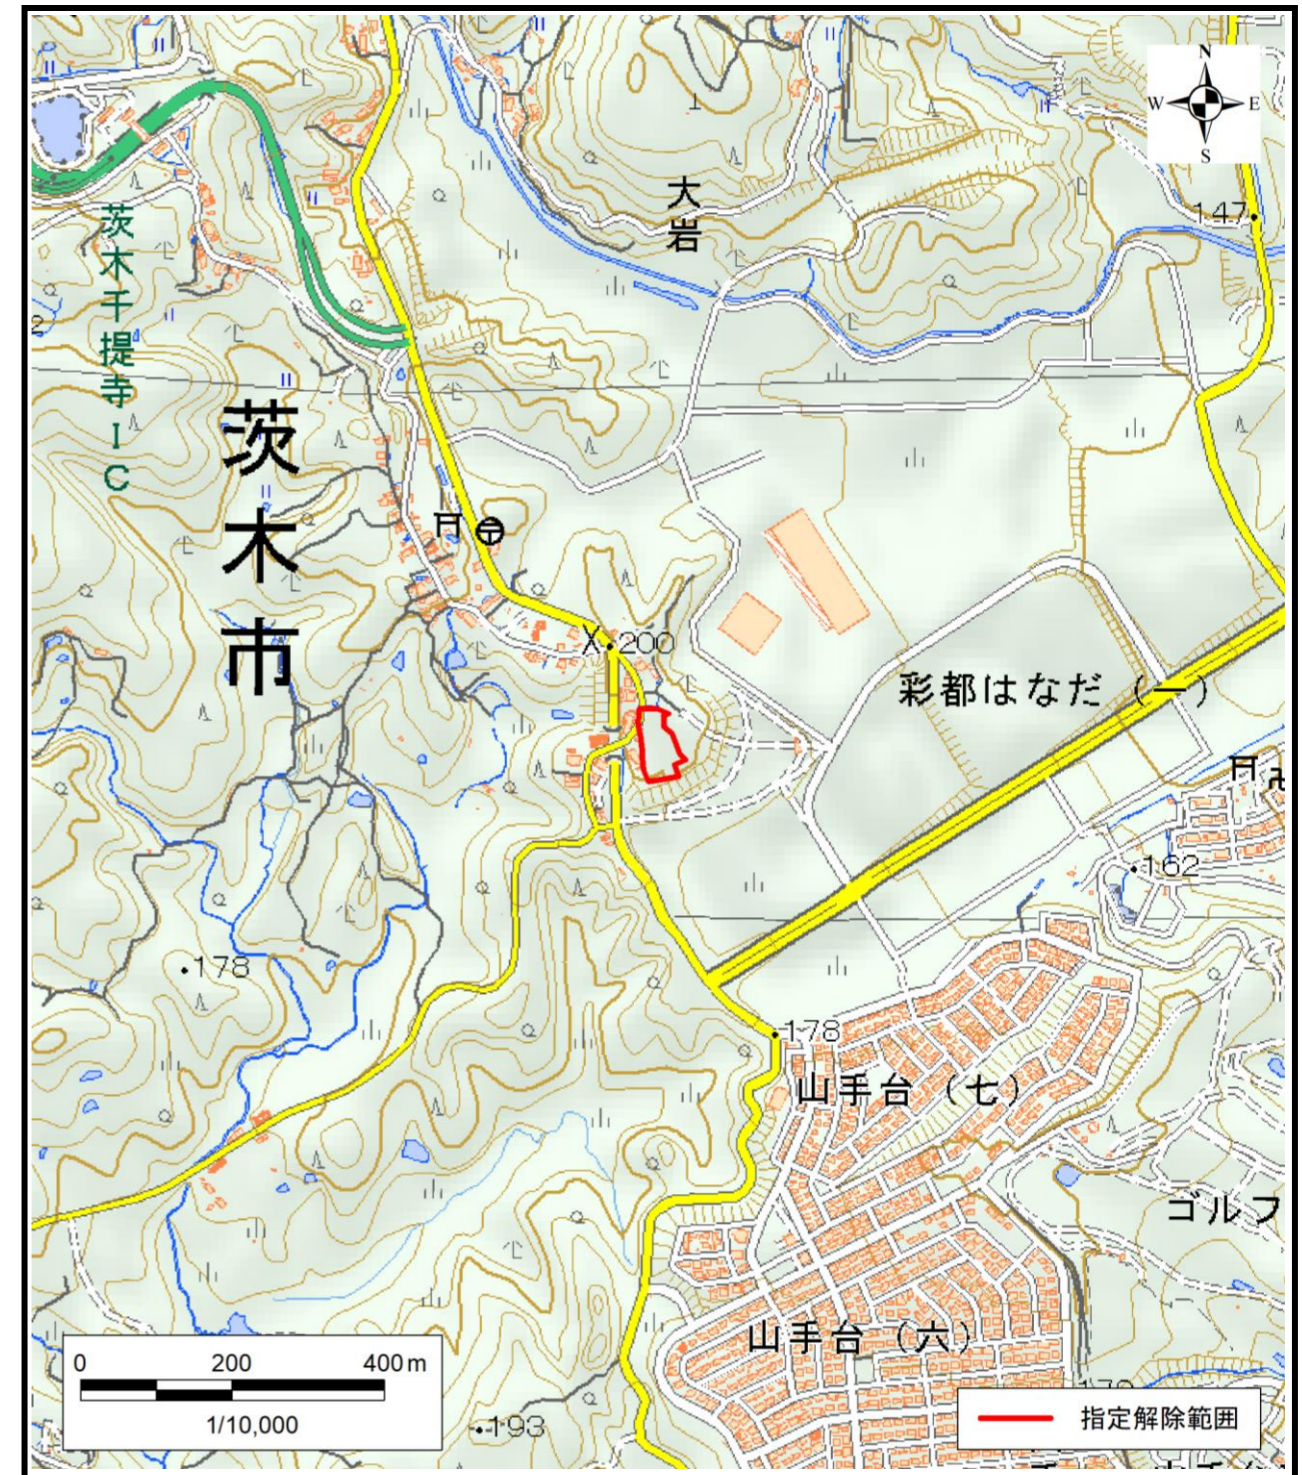 N
W E
S
大岩
147
茨木千提寺IC
茨木市
200
彩都はなだ（一）
162
178
178
山手台（七）
ゴルフ
山手台（六）
193
0 200 400m
1/10,000
指定解除範囲